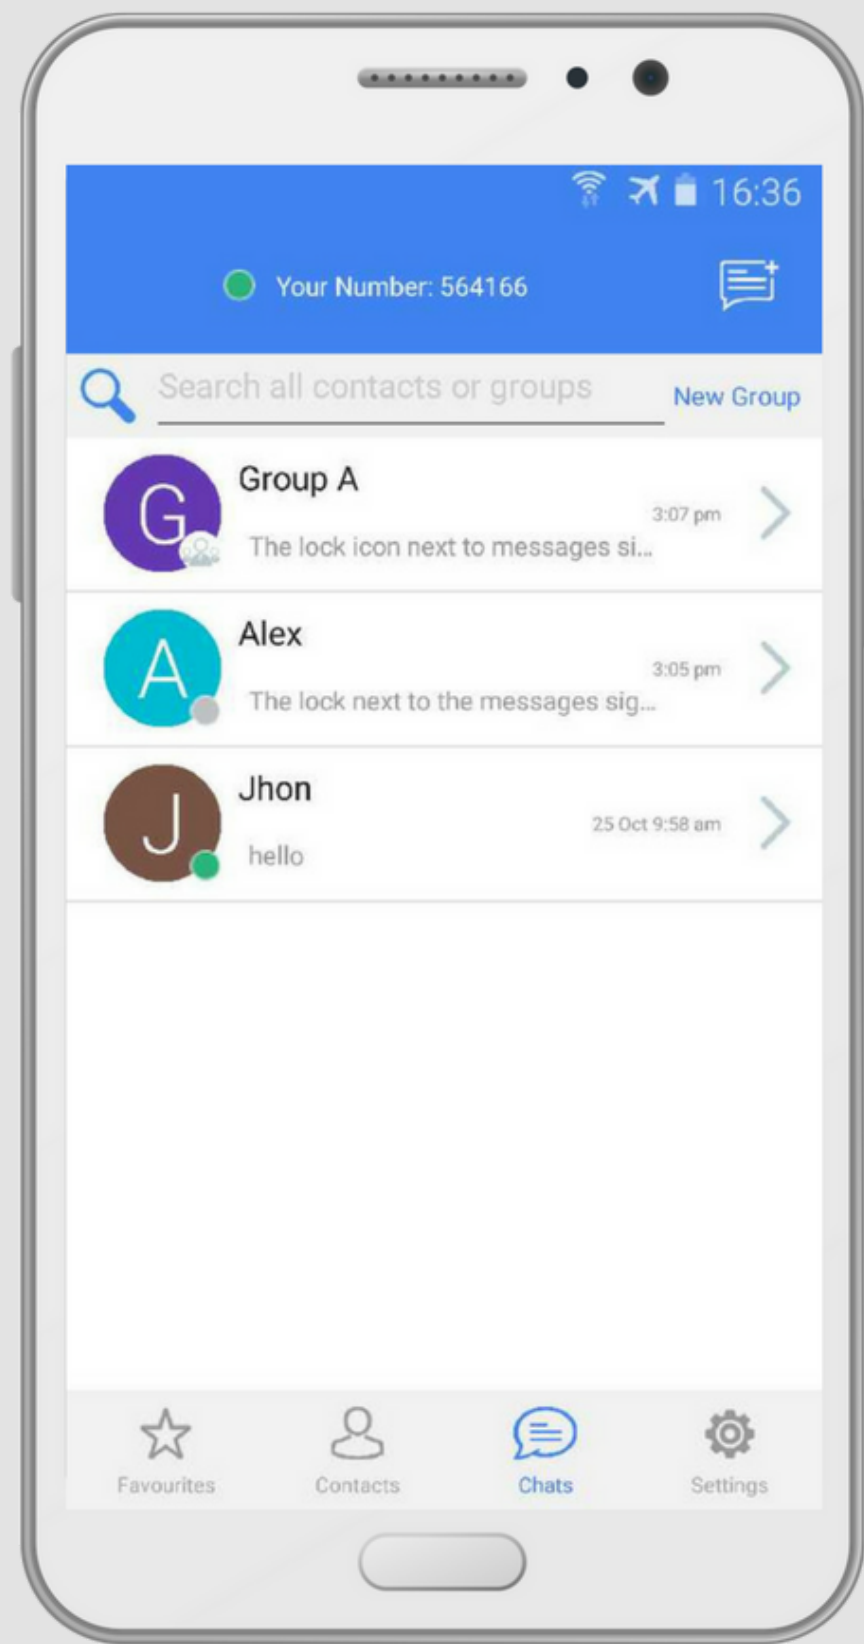 16:36
Your Number: 564166
Search all contacts or groups
New Group
G
Group A
3:07 pm
The lock icon next to messages si...
A
Alex
3:05 pm
The lock next to the messages sig...
J
Jhon
25 Oct 9:58 am
hello
Favourites
Contacts
Chats
Settings